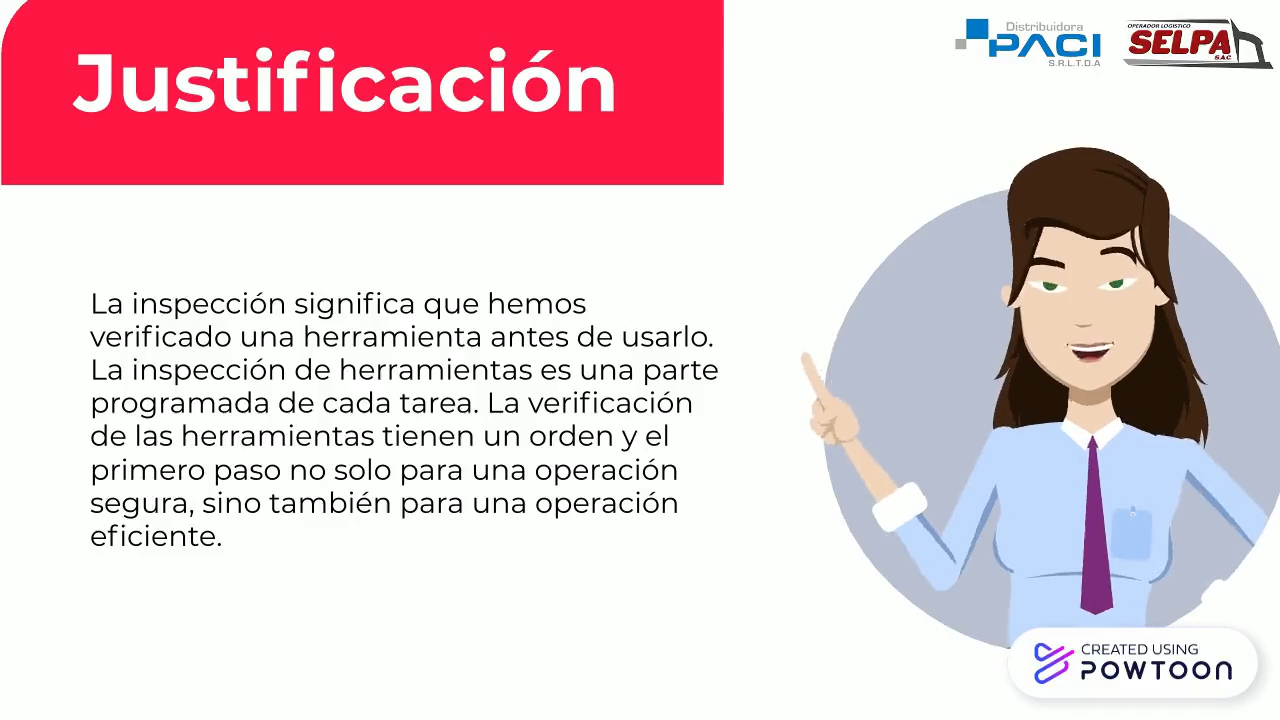 Justificación
Distribuidora
PACI
S.R.L.T.D.A
OPERADOR LOGISTICO
SELPA
S.A.C.
La inspección significa que hemos
verificado una herramienta antes de usarlo.
La inspección de herramientas es una parte
programada de cada tarea. La verificación
de las herramientas tienen un orden y el
primero paso no solo para una operación
segura, sino también para una operación
eficiente.
CREATED USING
POWTOON